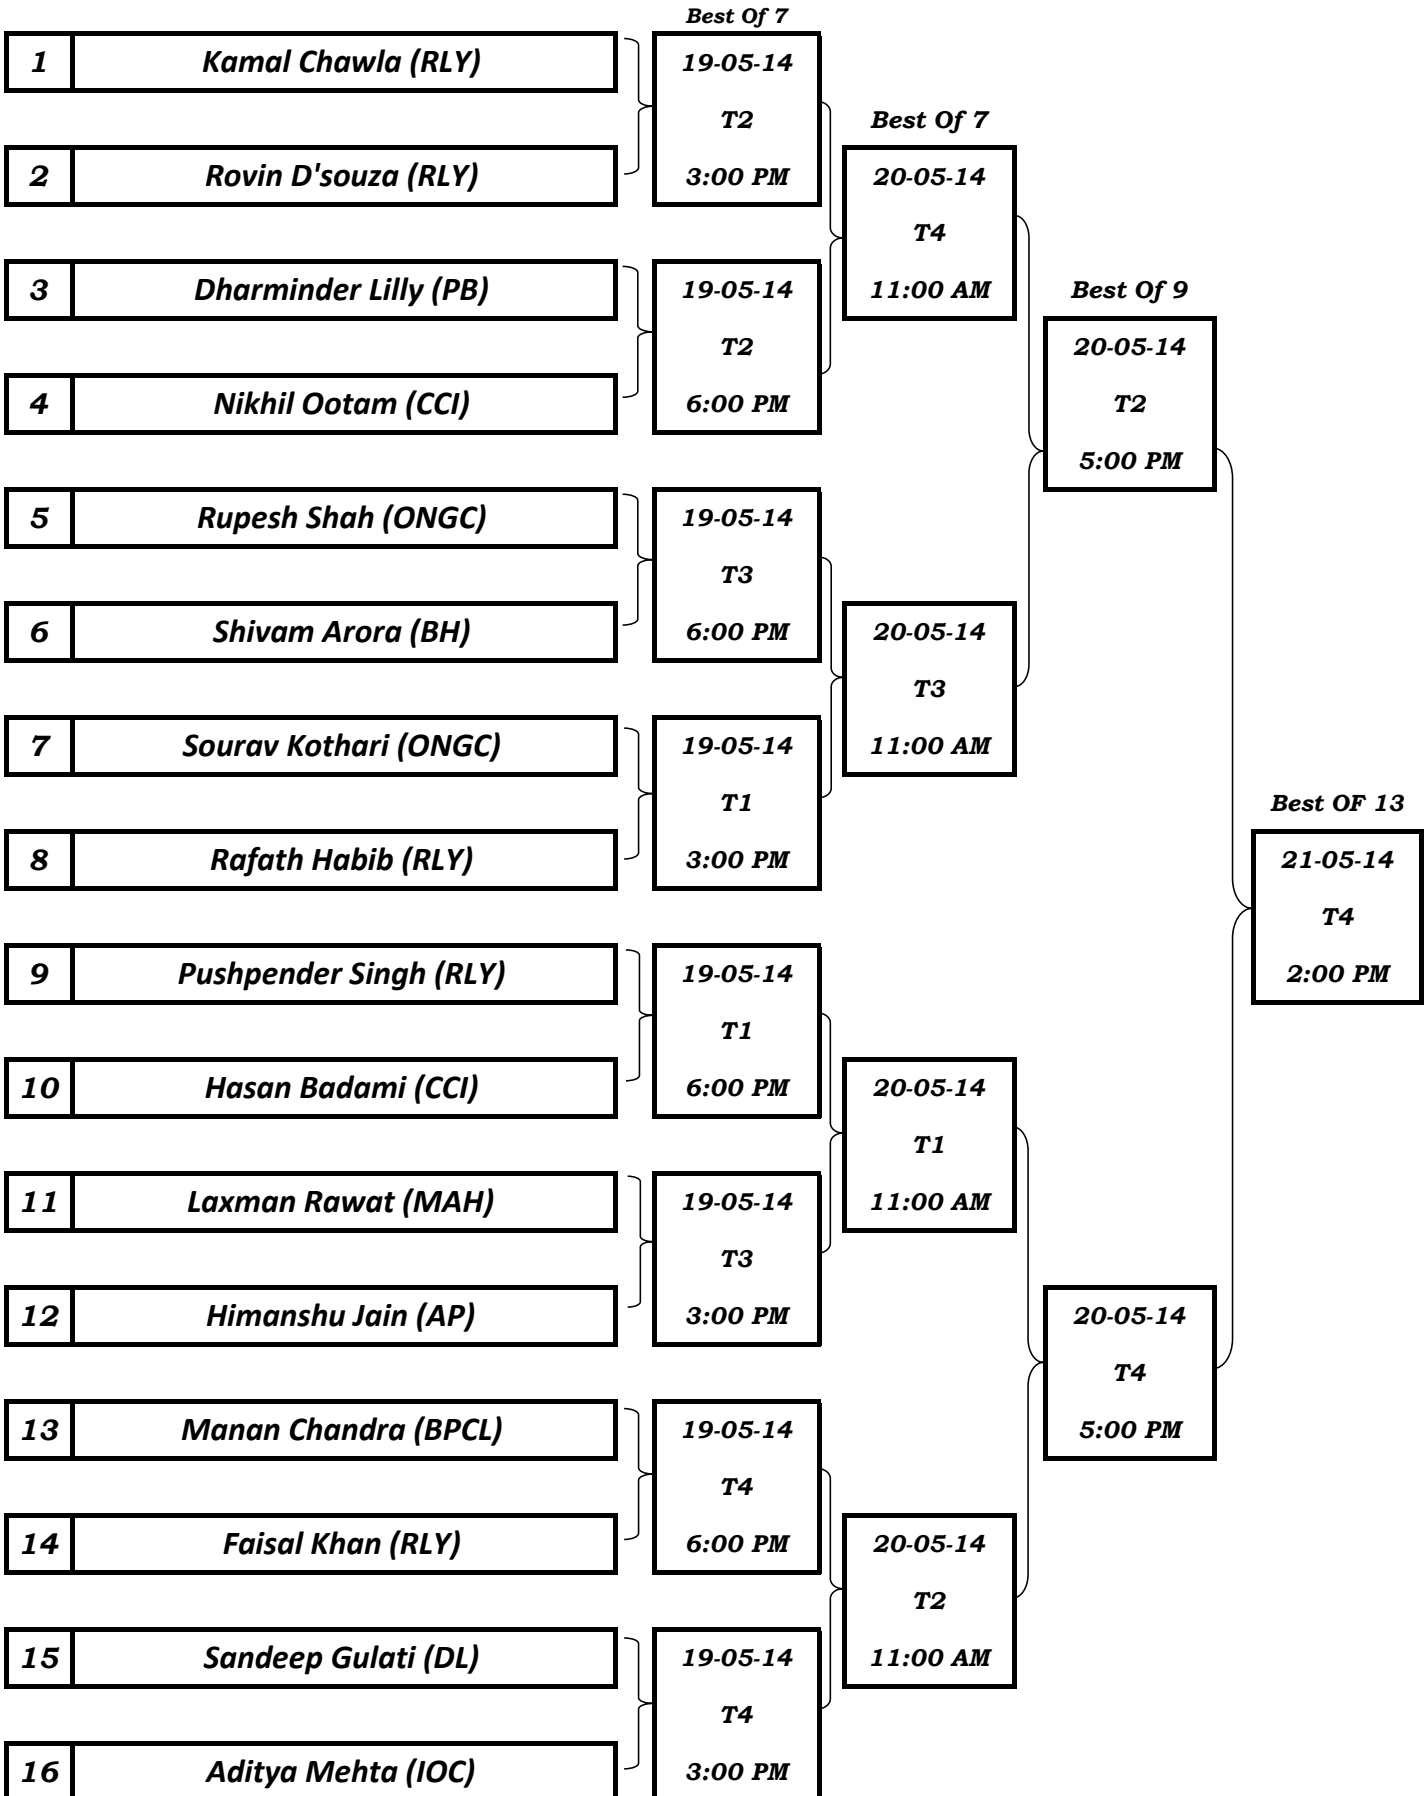 Best Of 7
1 Kamal Chawla (RLY) 19-05-14
T2 Best Of 7
2 Rovin D'souza (RLY) 3:00 PM 20-05-14
T4
3 Dharminder Lilly (PB) 19-05-14 11:00 AM Best Of 9
T2 20-05-14
4 Nikhil Ootam (CCI) 6:00 PM T2
5:00 PM
5 Rupesh Shah (ONGC) 19-05-14
T3
6 Shivam Arora (BH) 6:00 PM 20-05-14
T3
7 Sourav Kothari (ONGC) 19-05-14 11:00 AM
T1 Best OF 13
8 Rafath Habib (RLY) 3:00 PM 21-05-14
T4
9 Pushpender Singh (RLY) 19-05-14 2:00 PM
T1
10 Hasan Badami (CCI) 6:00 PM 20-05-14
T1
11 Laxman Rawat (MAH) 19-05-14 11:00 AM
T3
12 Himanshu Jain (AP) 3:00 PM 20-05-14
T4
13 Manan Chandra (BPCL) 19-05-14 5:00 PM
T4
14 Faisal Khan (RLY) 6:00 PM 20-05-14
T2
15 Sandeep Gulati (DL) 19-05-14 11:00 AM
T4
16 Aditya Mehta (IOC) 3:00 PM